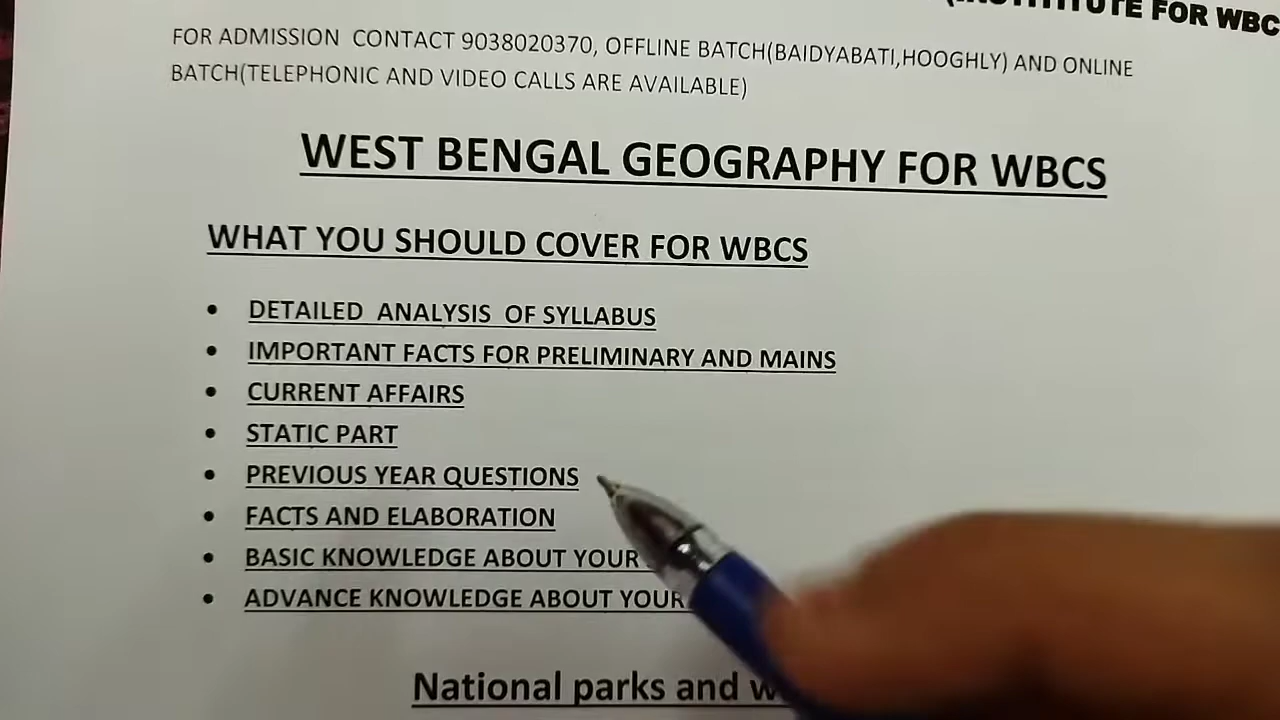 FOR WBC
FOR ADMISSION CONTACT 9038020370, OFFLINE BATCH(BAIDYABATI,HOOGHLY) AND ONLINE
BATCH(TELEPHONIC AND VIDEO CALLS ARE AVAILABLE)
WEST BENGAL GEOGRAPHY FOR WBCS
WHAT YOU SHOULD COVER FOR WBCS
• DETAILED ANALYSIS OF SYLLABUS
• IMPORTANT FACTS FOR PRELIMINARY AND MAINS
• CURRENT AFFAIRS
• STATIC PART
• PREVIOUS YEAR QUESTIONS
• FACTS AND ELABORATION
• BASIC KNOWLEDGE ABOUT YOUR
• ADVANCE KNOWLEDGE ABOUT YOUR
National parks and